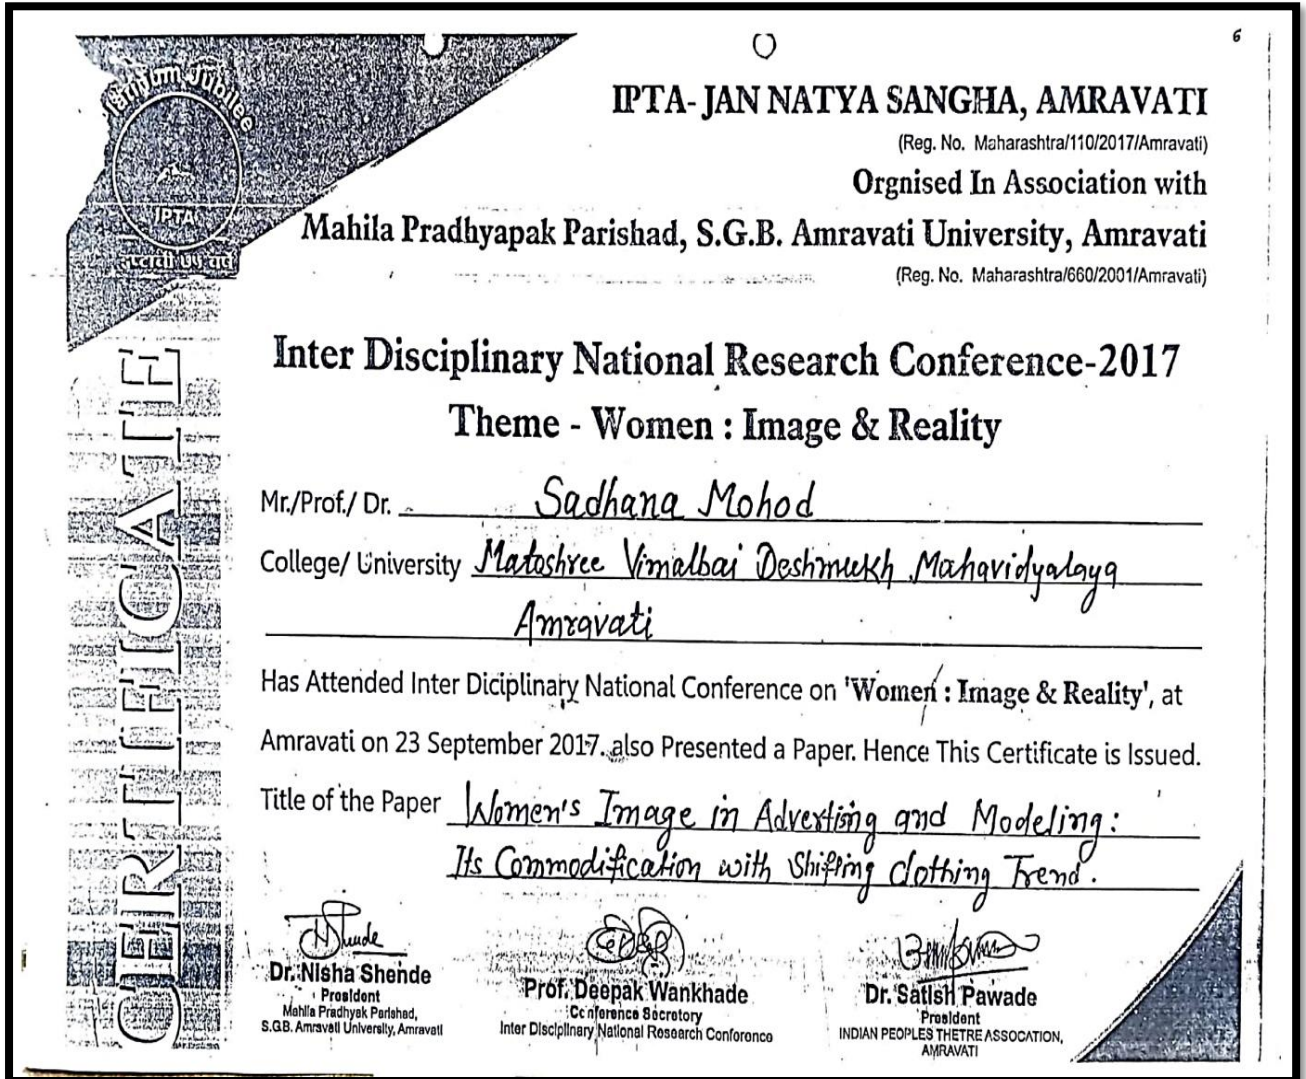 6
Platinum Jubilee
IPTA
IPTA-JAN NATYA SANGHA, AMRAVATI
(Reg. No. Maharashtra/110/2017/Amravati)
Orgnised In Association with
Mahila Pradhyapak Parishad, S.G.B. Amravati University, Amravati
(Reg. No. Maharashtra/660/2001/Amravati)
CERTIFICATE
Inter Disciplinary National Research Conference-2017
Theme - Women : Image & Reality
Mr./Prof./ Dr. Sadhana Mohod
College/ University Matoshree Vimalbai Deshmukh Mahavidyalaya
Amravati
Has Attended Inter Diciplinary National Conference on 'Women : Image & Reality', at
Amravati on 23 September 2017. also Presented a Paper. Hence This Certificate is Issued.
Title of the Paper Women's Image in Advertising and Modeling:
Its Commodification with Shifting Clothing Trend.
Dr. Nisha Shende
President
Mahila Pradhyak Parishad,
S.G.B. Amravati University, Amravati
Prof. Deepak Wankhade
Conference Secretory
Inter Disciplinary National Research Conference
Dr. Satish Pawade
President
INDIAN PEOPLES THETRE ASSOCATION,
AMRAVATI